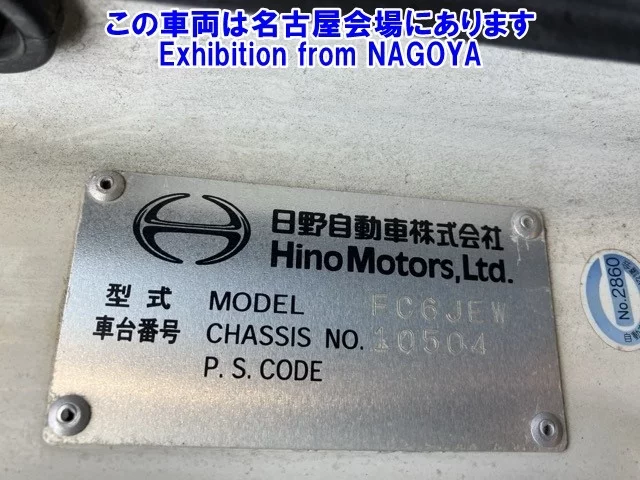 この車両は名古屋会場にあります
Exhibition from NAGOYA
日野自動車株式会社
Hino Motors, Ltd.
型式 MODEL FC6JEW
車台番号 CHASSIS NO. 10504
P. S. CODE
No.2860